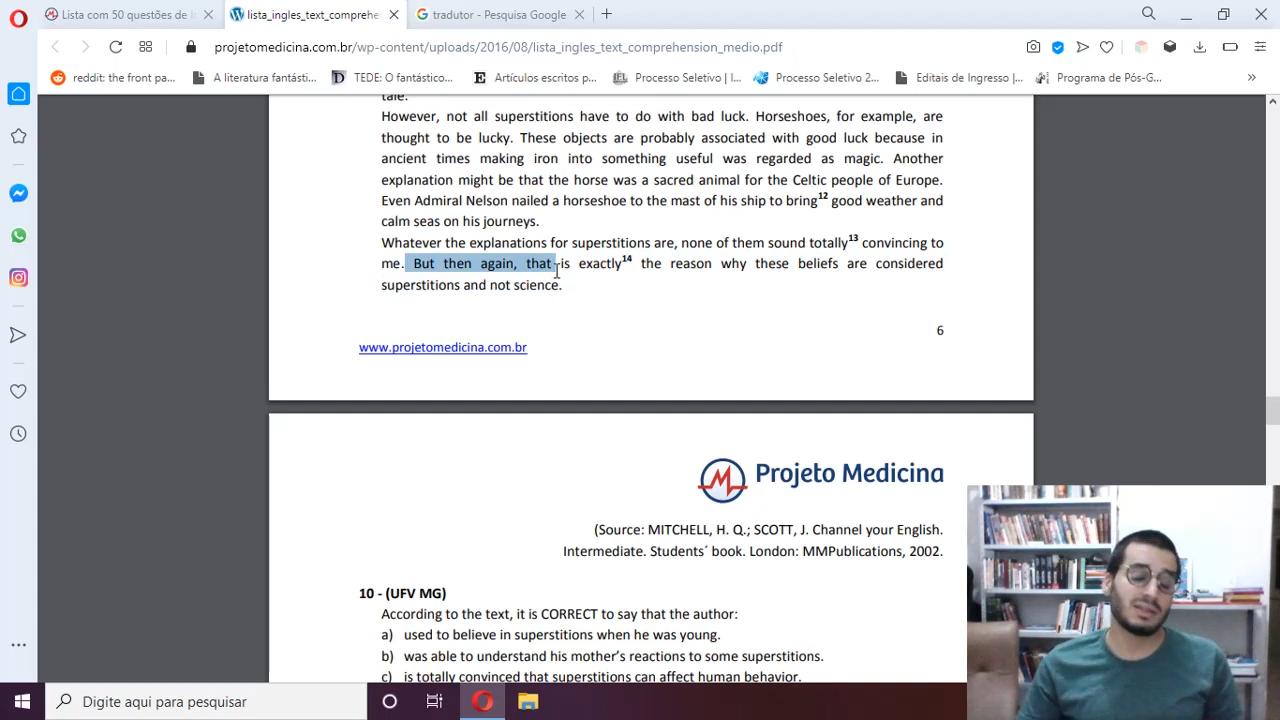 Lista com 50 questões de I
lista_ingles_text_comprehe
tradutor - Pesquisa Google
projetomedicina.com.br/wp-content/uploads/2016/08/lista_ingles_text_comprehension_medio.pdf
reddit: the front pa...
A literatura fantásti...
TEDE: O fantástico...
Artículos escritos p...
Processo Seletivo | I...
Processo Seletivo 2...
Editais de Ingresso |...
Programa de Pós-G...
tale.
However, not all superstitions have to do with bad luck. Horseshoes, for example, are
thought to be lucky. These objects are probably associated with good luck because in
ancient times making iron into something useful was regarded as magic. Another
explanation might be that the horse was a sacred animal for the Celtic people of Europe.
Even Admiral Nelson nailed a horseshoe to the mast of his ship to bring12 good weather and
calm seas on his journeys.
Whatever the explanations for superstitions are, none of them sound totally13 convincing to
me. But then again, that is exactly14 the reason why these beliefs are considered
superstitions and not science.
6
www.projetomedicina.com.br
Projeto Medicina
(Source: MITCHELL, H. Q.; SCOTT, J. Channel your English.
Intermediate. Students´ book. London: MMPublications, 2002.
10 - (UFV MG)
According to the text, it is CORRECT to say that the author:
a) used to believe in superstitions when he was young.
b) was able to understand his mother's reactions to some superstitions.
c) is totally convinced that superstitions can affect human behavior.
Digite aqui para pesquisar